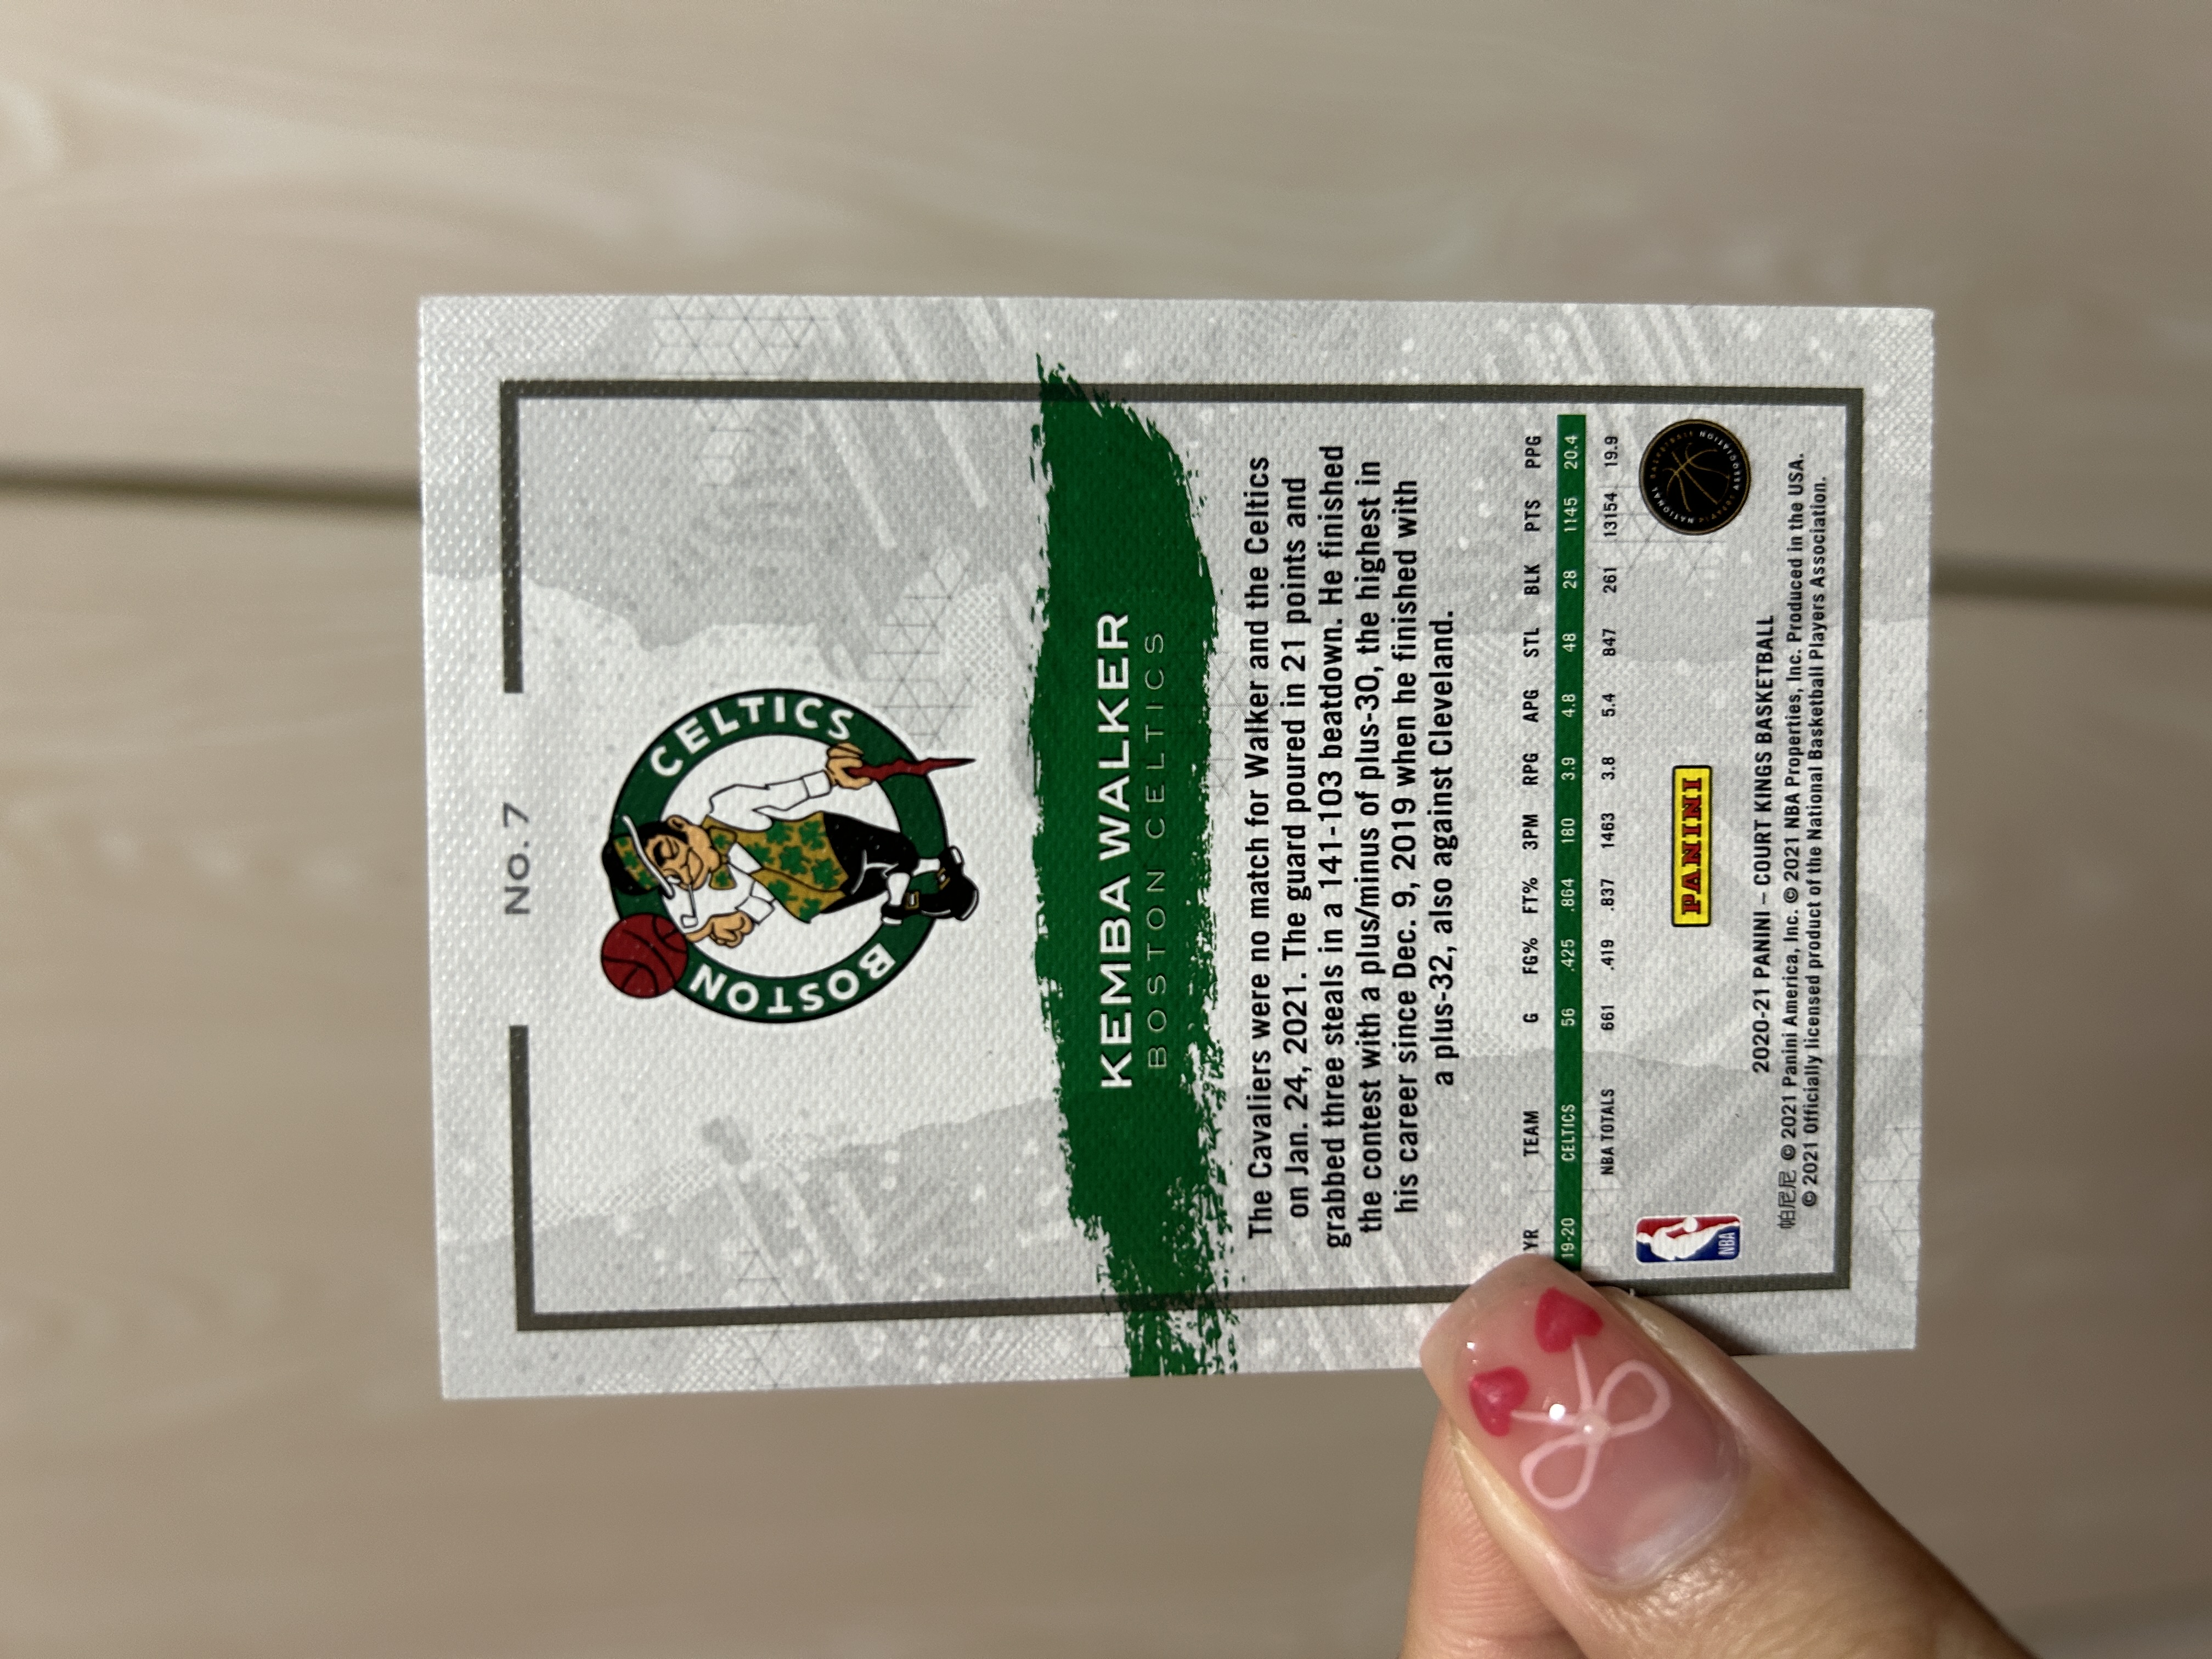 No. 7
BOSTON CELTICS
KEMBA WALKER
BOSTON CELTICS
The Cavaliers were no match for Walker and the Celtics
on Jan. 24, 2021. The guard poured in 21 points and
grabbed three steals in a 141-103 beatdown. He finished
the contest with a plus/minus of plus-30, the highest in
his career since Dec. 9, 2019 when he finished with
a plus-32, also against Cleveland.
YR TEAM G FG% FT% 3PM RPG APG STL BLK PTS PPG
19-20 CELTICS 56 .425 .864 180 3.9 4.8 48 28 1145 20.4
NBA TOTALS 661 .419 .837 1463 3.8 5.4 847 261 13154 19.9
NBA
PANINI
NATIONAL BASKETBALL PLAYERS ASSOCIATION
2020-21 PANINI – COURT KINGS BASKETBALL
帕尼尼 © 2021 Panini America, Inc. © 2021 NBA Properties, Inc. Produced in the USA.
© 2021 Officially licensed product of the National Basketball Players Association.